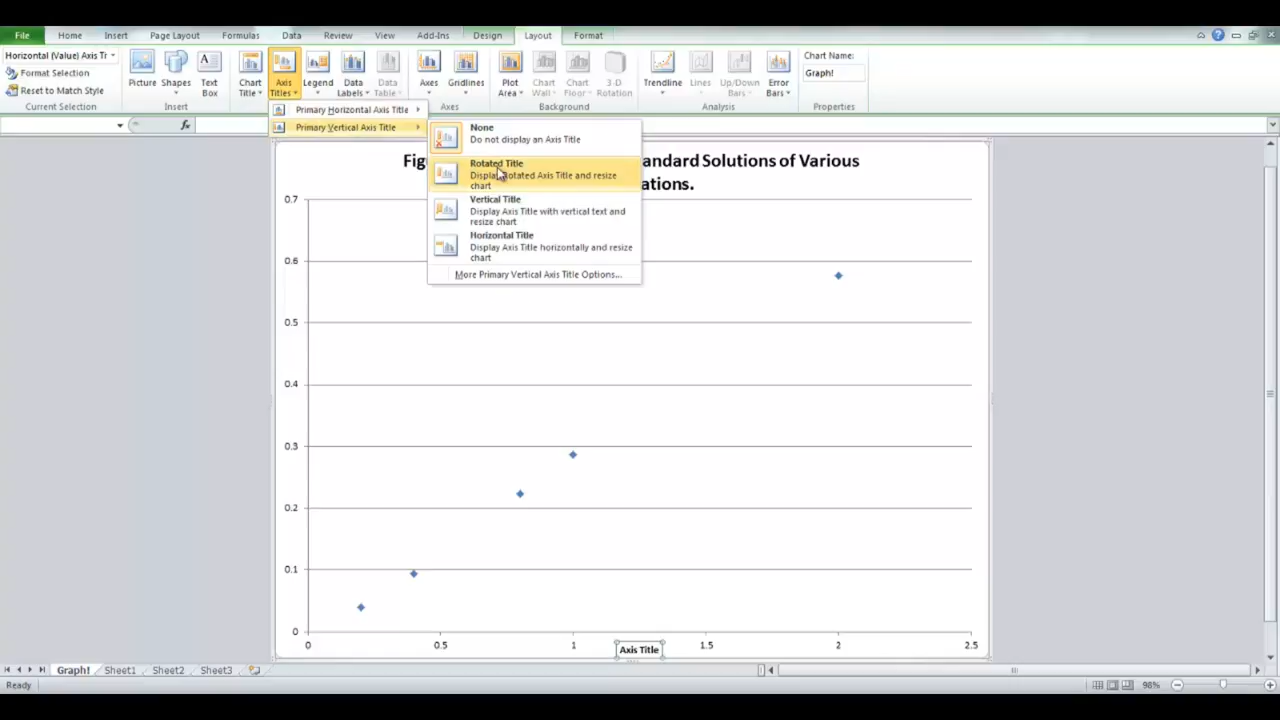 File Home Insert Page Layout Formulas Data Review View Add-Ins Design Layout Format
Horizontal (Value) Axis Tr
Format Selection
Reset to Match Style
Current Selection
Picture Shapes Text Box
Insert
Chart Title Axis Titles Legend Data Labels Data Table
Axes Gridlines
Axes
Plot Area Chart Wall Chart Floor 3-D Rotation
Background
Trendline Lines Up/Down Bars Error Bars
Analysis
Chart Name:
Graph!
Properties
Primary Horizontal Axis Title
Primary Vertical Axis Title
fx
None
Do not display an Axis Title
Rotated Title
Display Rotated Axis Title and resize
chart
Vertical Title
Display Axis Title with vertical text and
resize chart
Horizontal Title
Display Axis Title horizontally and resize
chart
More Primary Vertical Axis Title Options...
Solutions of Various
0.7
0.6
0.5
0.4
0.3
0.2
0.1
0
0 0.5 1 1.5 2 2.5
Axis Title
Graph! Sheet1 Sheet2 Sheet3
Ready
98%